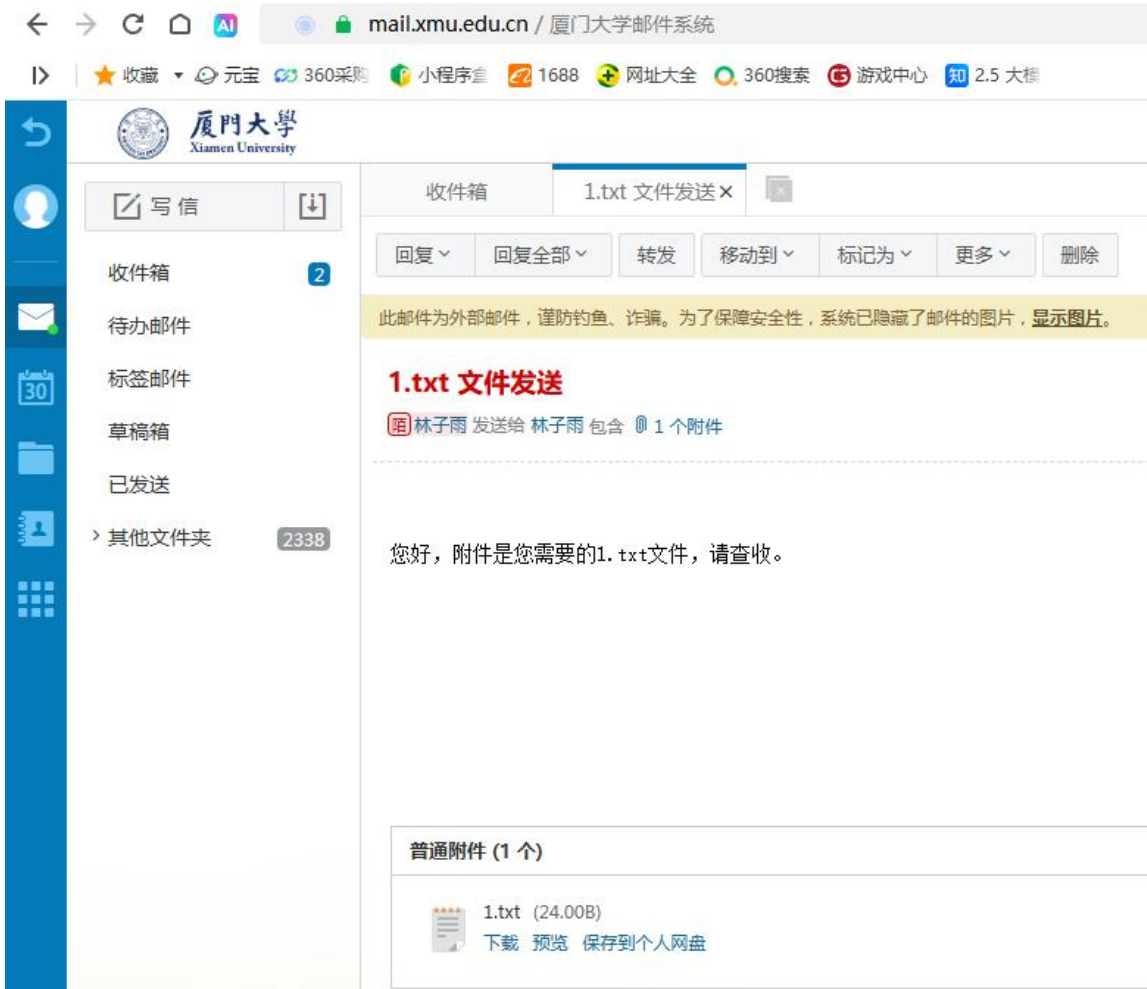 AI
mail.xmu.edu.cn / 厦门大学邮件系统
收藏 元宝 360采购 小程序盒 1688 网址大全 360搜索 游戏中心 知 2.5 大模
厦門大學
Xiamen University
写信
收件箱 2
待办邮件
标签邮件
草稿箱
已发送
其他文件夹 2338
30
收件箱 1.txt 文件发送
回复 回复全部 转发 移动到 标记为 更多 删除
此邮件为外部邮件，谨防钓鱼、诈骗。为了保障安全性，系统已隐藏了邮件的图片，显示图片。
1.txt 文件发送
陌 林子雨 发送给 林子雨 包含 1 个附件
您好，附件是您需要的1.txt文件，请查收。
普通附件 (1 个)
1.txt (24.00B)
下载 预览 保存到个人网盘